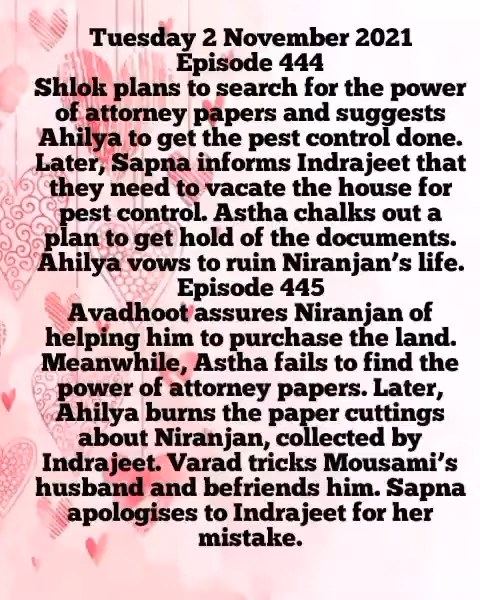 Tuesday 2 November 2021
Episode 444
Shlok plans to search for the power
of attorney papers and suggests
Ahilya to get the pest control done.
Later, Sapna informs Indrajeet that
they need to vacate the house for
pest control. Astha chalks out a
plan to get hold of the documents.
Ahilya vows to ruin Niranjan's life.
Episode 445
Avadhoot assures Niranjan of
helping him to purchase the land.
Meanwhile, Astha fails to find the
power of attorney papers. Later,
Ahilya burns the paper cuttings
about Niranjan, collected by
Indrajeet. Varad tricks Mousami's
husband and befriends him. Sapna
apologises to Indrajeet for her
mistake.